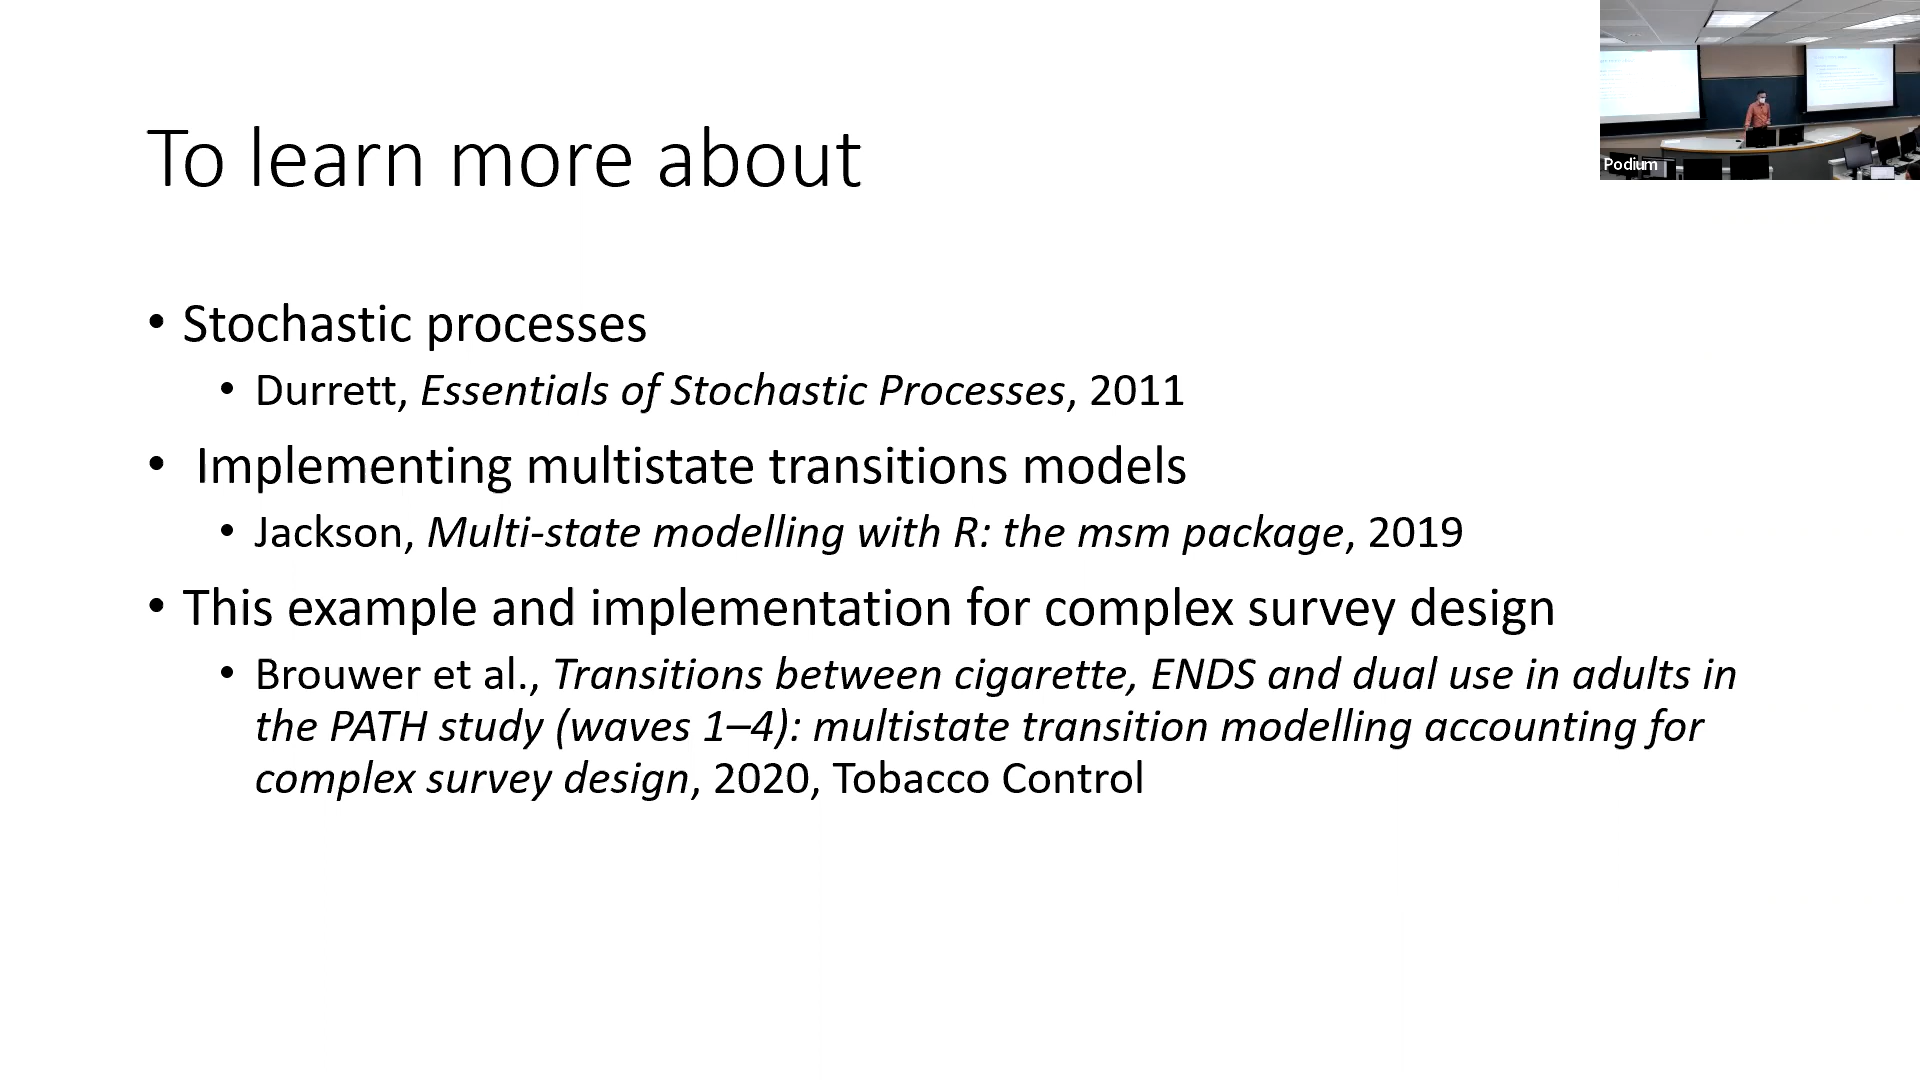 To learn more about
• Stochastic processes
• Durrett, Essentials of Stochastic Processes, 2011
• Implementing multistate transitions models
• Jackson, Multi-state modelling with R: the msm package, 2019
• This example and implementation for complex survey design
• Brouwer et al., Transitions between cigarette, ENDS and dual use in adults in
the PATH study (waves 1–4): multistate transition modelling accounting for
complex survey design, 2020, Tobacco Control
Podium